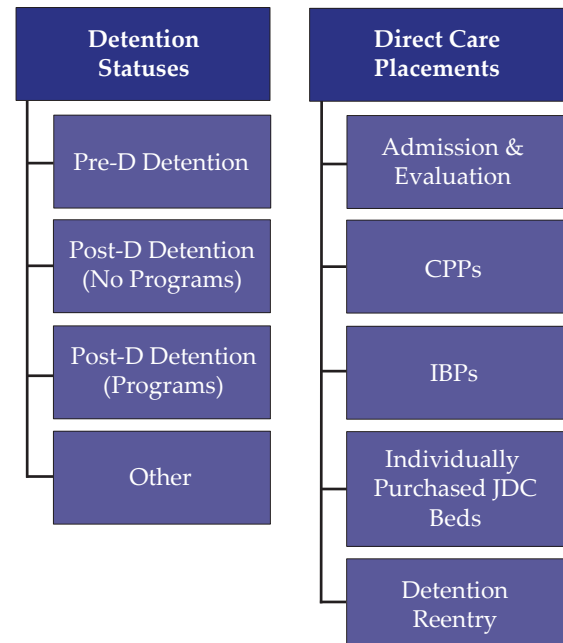 Detention
Statuses
Pre-D Detention
Post-D Detention
(No Programs)
Post-D Detention
(Programs)
Other
Direct Care
Placements
Admission &
Evaluation
CPPs
IBPs
Individually
Purchased JDC
Beds
Detention
Reentry